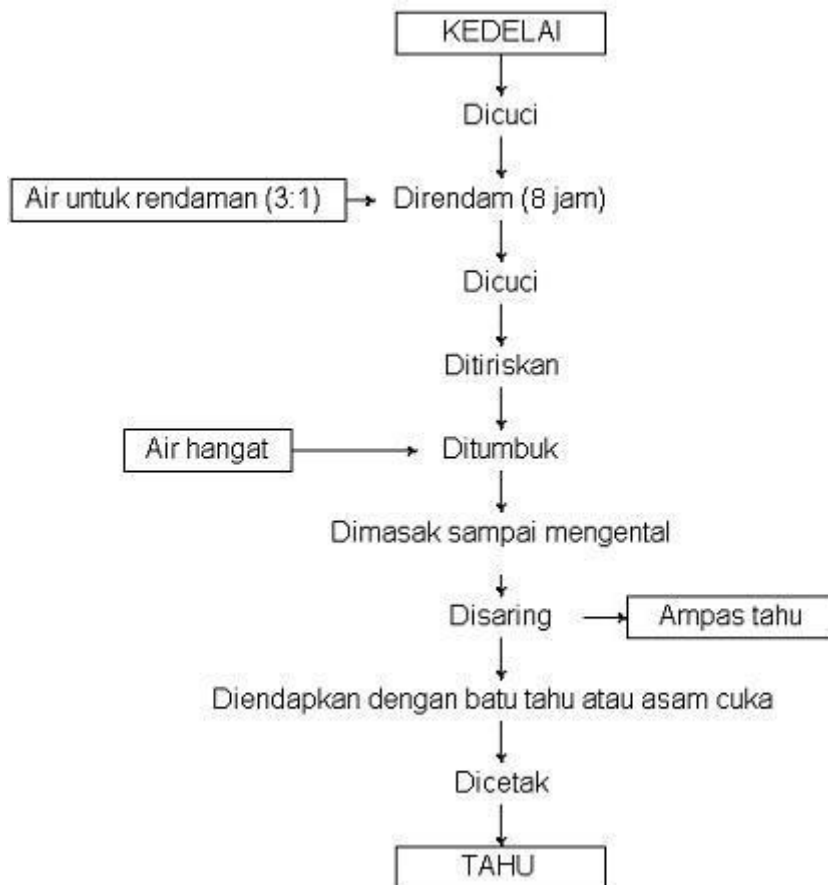 KEDELAI
Dicuci
Air untuk rendaman (3:1)
Direndam (8 jam)
Dicuci
Ditiriskan
Air hangat
Ditumbuk
Dimasak sampai mengental
Disaring
Ampas tahu
Diendapkan dengan batu tahu atau asam cuka
Dicetak
TAHU